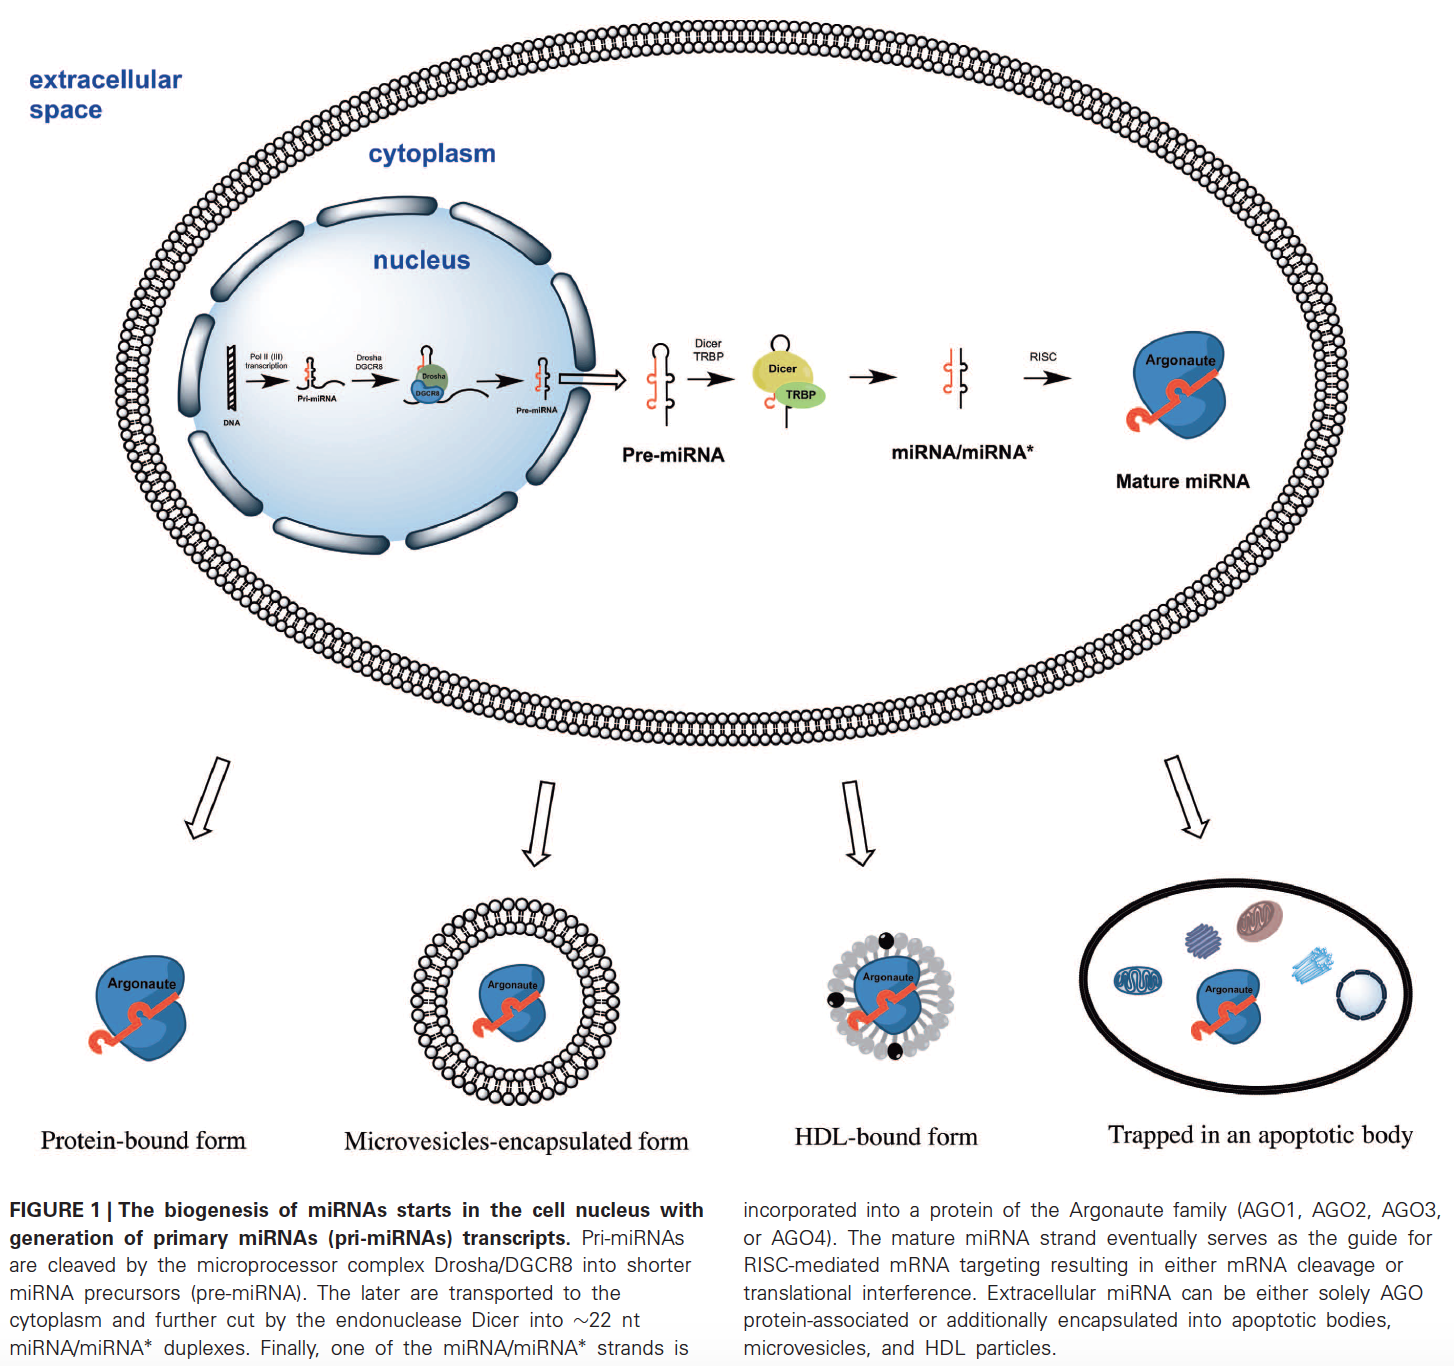 extracellular
space
cytoplasm
nucleus
Pol II (III)
transcription
Drosha
DGCR8
Drosha
DGCR8
DNA
Pri-miRNA
Pre-miRNA
Dicer
TRBP
Dicer
TRBP
RISC
Argonaute
Pre-miRNA
miRNA/miRNA*
Mature miRNA
Argonaute
Argonaute
Argonaute
Argonaute
Protein-bound form
Microvesicles-encapsulated form
HDL-bound form
Trapped in an apoptotic body
FIGURE 1 | The biogenesis of miRNAs starts in the cell nucleus with
generation of primary miRNAs (pri-miRNAs) transcripts. Pri-miRNAs
are cleaved by the microprocessor complex Drosha/DGCR8 into shorter
miRNA precursors (pre-miRNA). The later are transported to the
cytoplasm and further cut by the endonuclease Dicer into ~22 nt
miRNA/miRNA* duplexes. Finally, one of the miRNA/miRNA* strands is
incorporated into a protein of the Argonaute family (AGO1, AGO2, AGO3,
or AGO4). The mature miRNA strand eventually serves as the guide for
RISC-mediated mRNA targeting resulting in either mRNA cleavage or
translational interference. Extracellular miRNA can be either solely AGO
protein-associated or additionally encapsulated into apoptotic bodies,
microvesicles, and HDL particles.